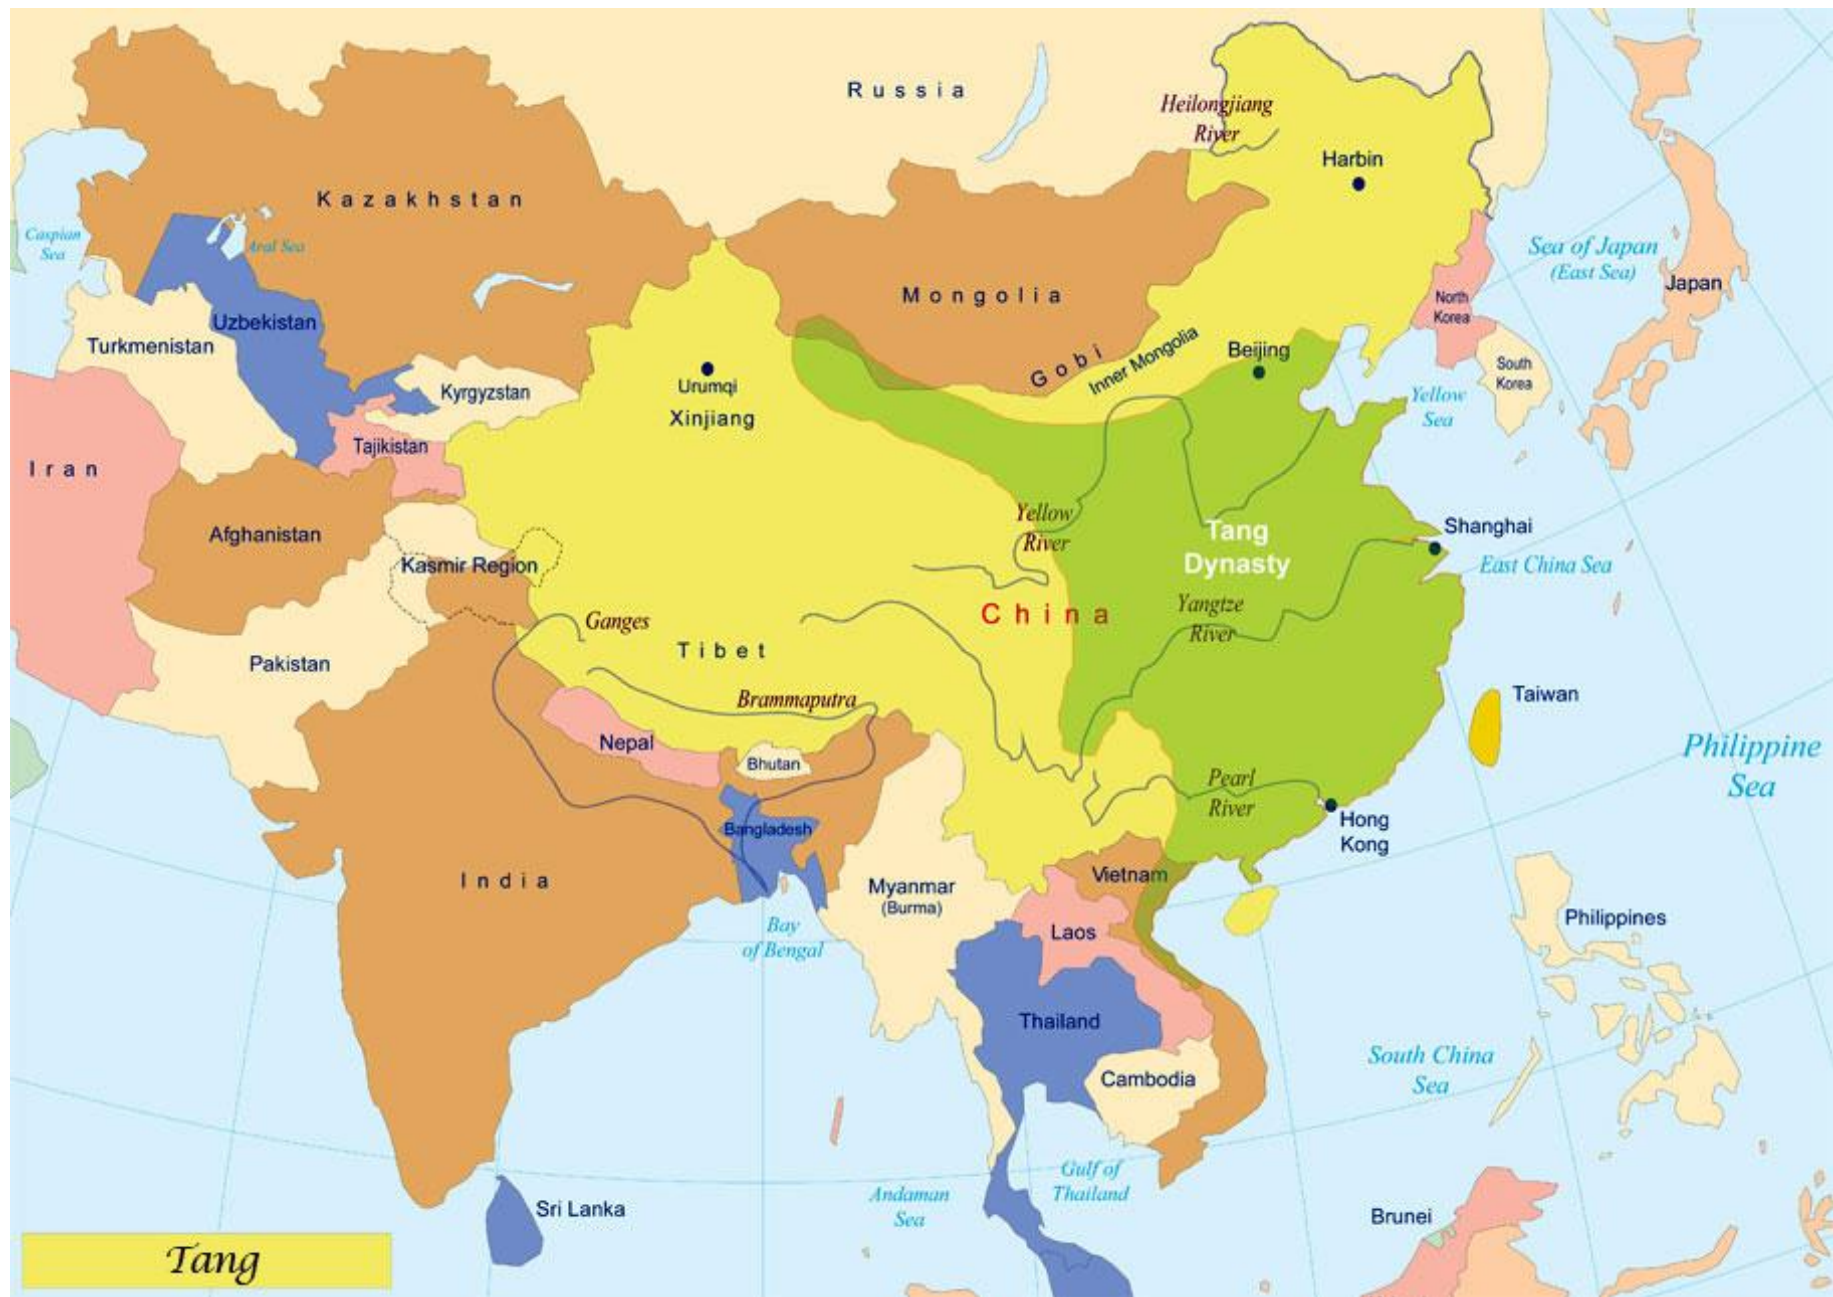 Russia
Heilongjiang
River
Harbin
Kazakhstan
Caspian
Sea
Aral Sea
Sea of Japan
(East Sea)
Japan
Mongolia
North
Korea
Uzbekistan
Turkmenistan
Gobi
Inner Mongolia
Beijing
South
Korea
Urumqi
Xinjiang
Kyrgyzstan
Yellow
Sea
Tajikistan
Iran
Afghanistan
Yellow
River
Tang
Dynasty
Shanghai
East China Sea
Kasmir Region
Ganges
China
Yangtze
River
Tibet
Pakistan
Brammaputra
Taiwan
Nepal
Bhutan
Philippine
Sea
Pearl
River
Hong
Kong
Bangladesh
India
Myanmar
(Burma)
Vietnam
Laos
Philippines
Bay
of Bengal
Thailand
South China
Sea
Cambodia
Gulf of
Thailand
Andaman
Sea
Sri Lanka
Brunei
Tang